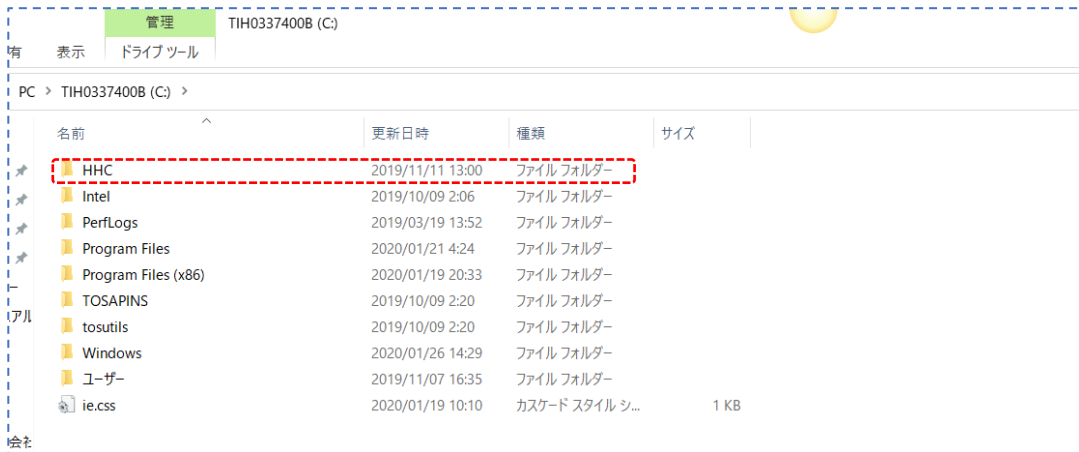 管理 TIH0337400B (C:)
有 表示 ドライブ ツール
PC > TIH0337400B (C:) >
名前 更新日時 種類 サイズ
HHC 2019/11/11 13:00 ファイル フォルダー
Intel 2019/10/09 2:06 ファイル フォルダー
PerfLogs 2019/03/19 13:52 ファイル フォルダー
Program Files 2020/01/21 4:24 ファイル フォルダー
Program Files (x86) 2020/01/19 20:33 ファイル フォルダー
TOSAPINS 2019/10/09 2:20 ファイル フォルダー
アル
tosutils 2019/10/09 2:20 ファイル フォルダー
Windows 2020/01/26 14:29 ファイル フォルダー
ユーザー 2019/11/07 16:35 ファイル フォルダー
ie.css 2020/01/19 10:10 カスケード スタイル シ... 1 KB
会社